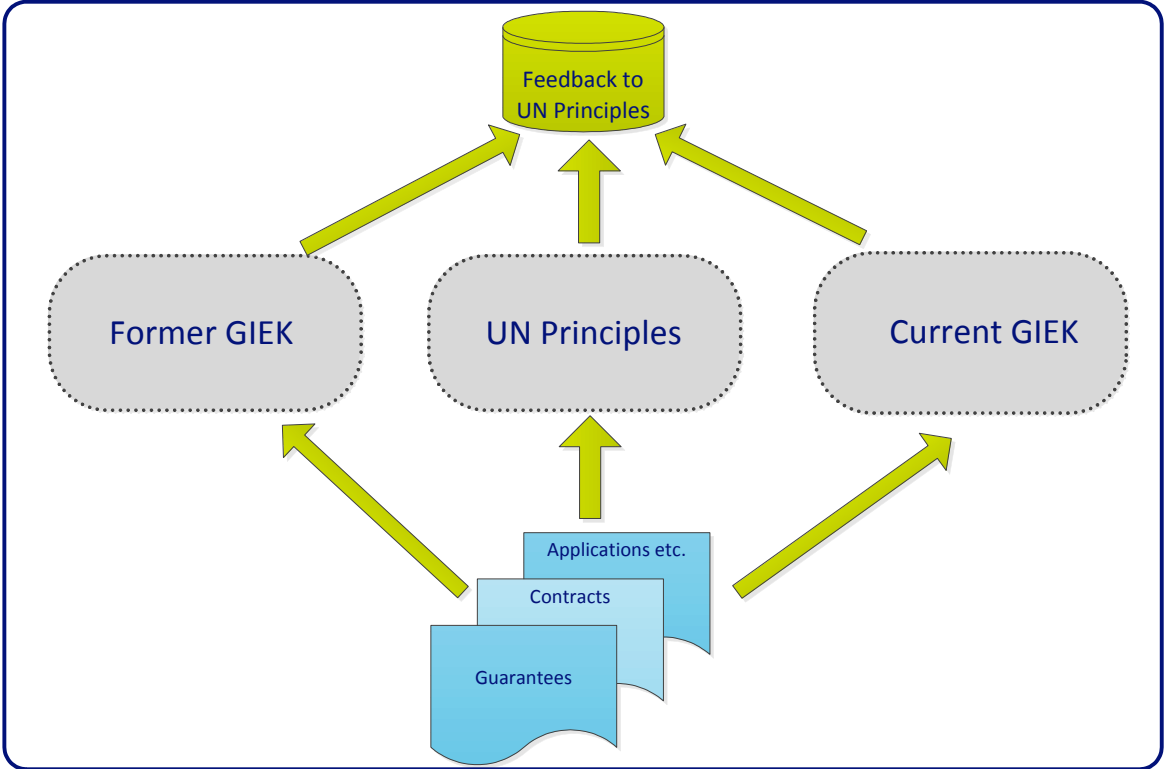 Feedback to
UN Principles
Former GIEK
UN Principles
Current GIEK
Applications etc.
Contracts
Guarantees